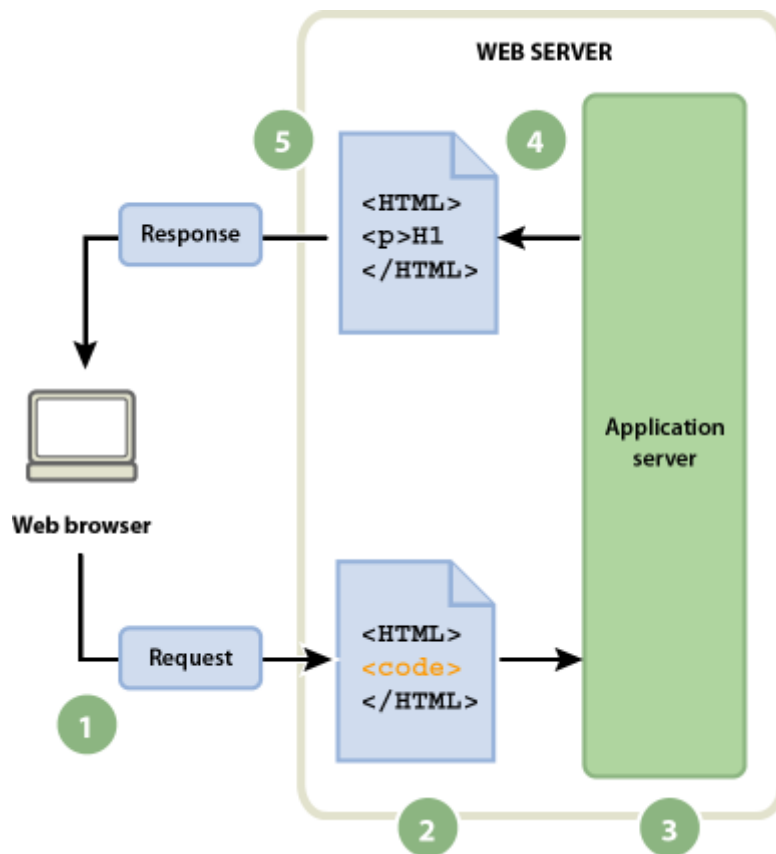 WEB SERVER
5
4
<HTML>
<p>H1
</HTML>
Response
Application
server
Web browser
<HTML>
<code>
</HTML>
Request
1
2
3